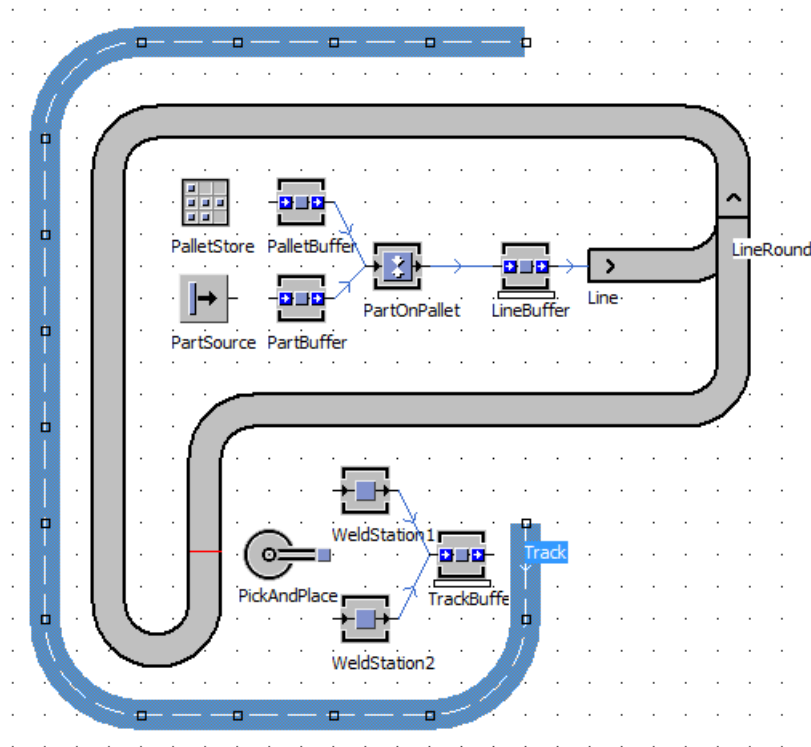 PalletStore
PalletBuffer
PartSource
PartBuffer
PartOnPallet
LineBuffer
Line
LineRound
WeldStation1
PickAndPlace
TrackBuffe
Track
WeldStation2